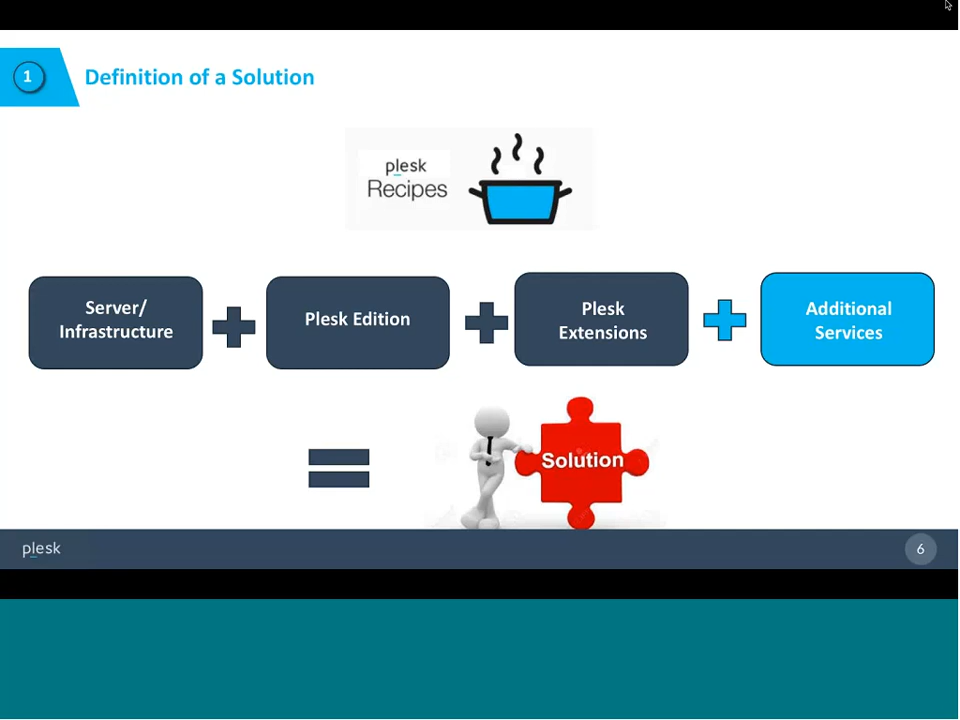 1
Definition of a Solution
plesk
Recipes
Server/
Infrastructure
Plesk Edition
Plesk
Extensions
Additional
Services
Solution
plesk
6